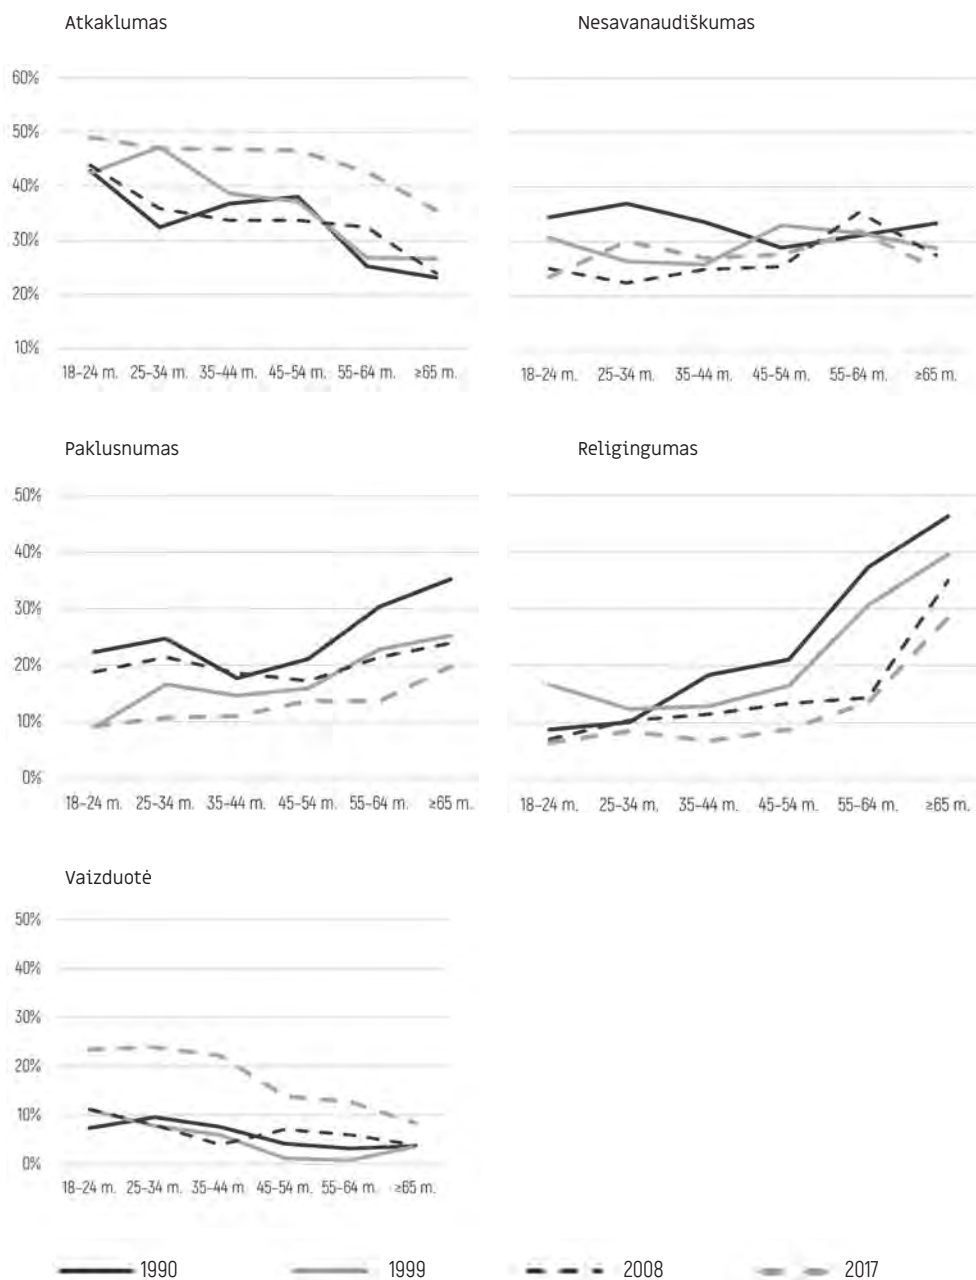 Atkaklumas Nesavanaudiškumas
60%
50%
40%
30%
20%
10%
18–24 m. 25–34 m. 35–44 m. 45–54 m. 55–64 m. ≥65 m. 18–24 m. 25–34 m. 35–44 m. 45–54 m. 55–64 m. ≥65 m.
Paklusnumas Religingumas
50%
40%
30%
20%
10%
0%
18–24 m. 25–34 m. 35–44 m. 45–54 m. 55–64 m. ≥65 m. 18–24 m. 25–34 m. 35–44 m. 45–54 m. 55–64 m. ≥65 m.
Vaizduotė
50%
40%
30%
20%
10%
0%
18–24 m. 25–34 m. 35–44 m. 45–54 m. 55–64 m. ≥65 m.
1990 1999 2008 2017